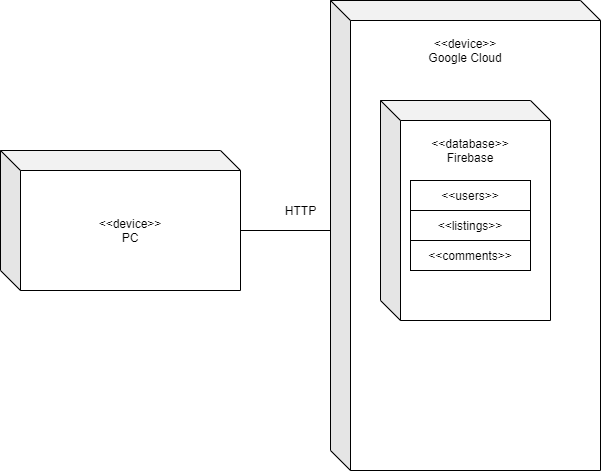 <<device>>
Google Cloud
<<database>>
Firebase
<<users>>
<<listings>>
<<comments>>
HTTP
<<device>>
PC